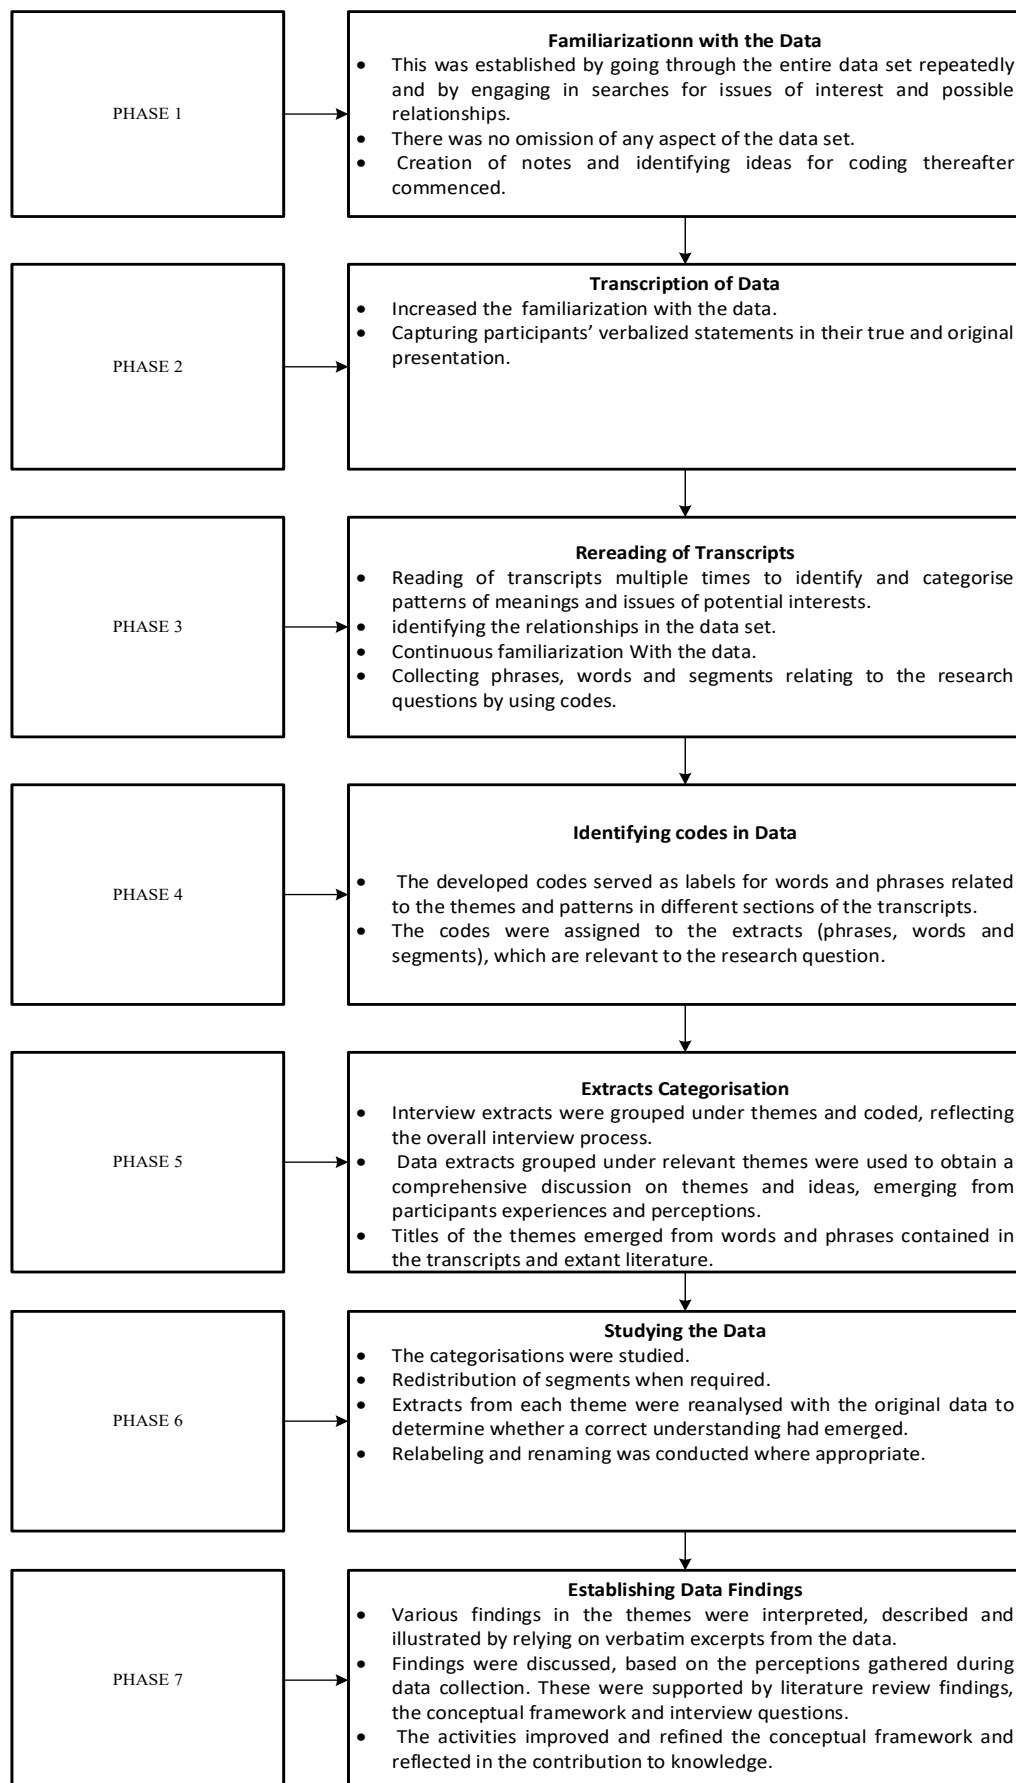 Familiarizationn with the Data
PHASE 1
• This was established by going through the entire data set repeatedly
and by engaging in searches for issues of interest and possible
relationships.
• There was no omission of any aspect of the data set.
• Creation of notes and identifying ideas for coding thereafter
commenced.
Transcription of Data
PHASE 2
• Increased the familiarization with the data.
• Capturing participants’ verbalized statements in their true and original
presentation.
Rereading of Transcripts
PHASE 3
• Reading of transcripts multiple times to identify and categorise
patterns of meanings and issues of potential interests.
• identifying the relationships in the data set.
• Continuous familiarization With the data.
• Collecting phrases, words and segments relating to the research
questions by using codes.
Identifying codes in Data
PHASE 4
• The developed codes served as labels for words and phrases related
to the themes and patterns in different sections of the transcripts.
• The codes were assigned to the extracts (phrases, words and
segments), which are relevant to the research question.
Extracts Categorisation
PHASE 5
• Interview extracts were grouped under themes and coded, reflecting
the overall interview process.
• Data extracts grouped under relevant themes were used to obtain a
comprehensive discussion on themes and ideas, emerging from
participants experiences and perceptions.
• Titles of the themes emerged from words and phrases contained in
the transcripts and extant literature.
Studying the Data
PHASE 6
• The categorisations were studied.
• Redistribution of segments when required.
• Extracts from each theme were reanalysed with the original data to
determine whether a correct understanding had emerged.
• Relabeling and renaming was conducted where appropriate.
Establishing Data Findings
PHASE 7
• Various findings in the themes were interpreted, described and
illustrated by relying on verbatim excerpts from the data.
• Findings were discussed, based on the perceptions gathered during
data collection. These were supported by literature review findings,
the conceptual framework and interview questions.
• The activities improved and refined the conceptual framework and
reflected in the contribution to knowledge.